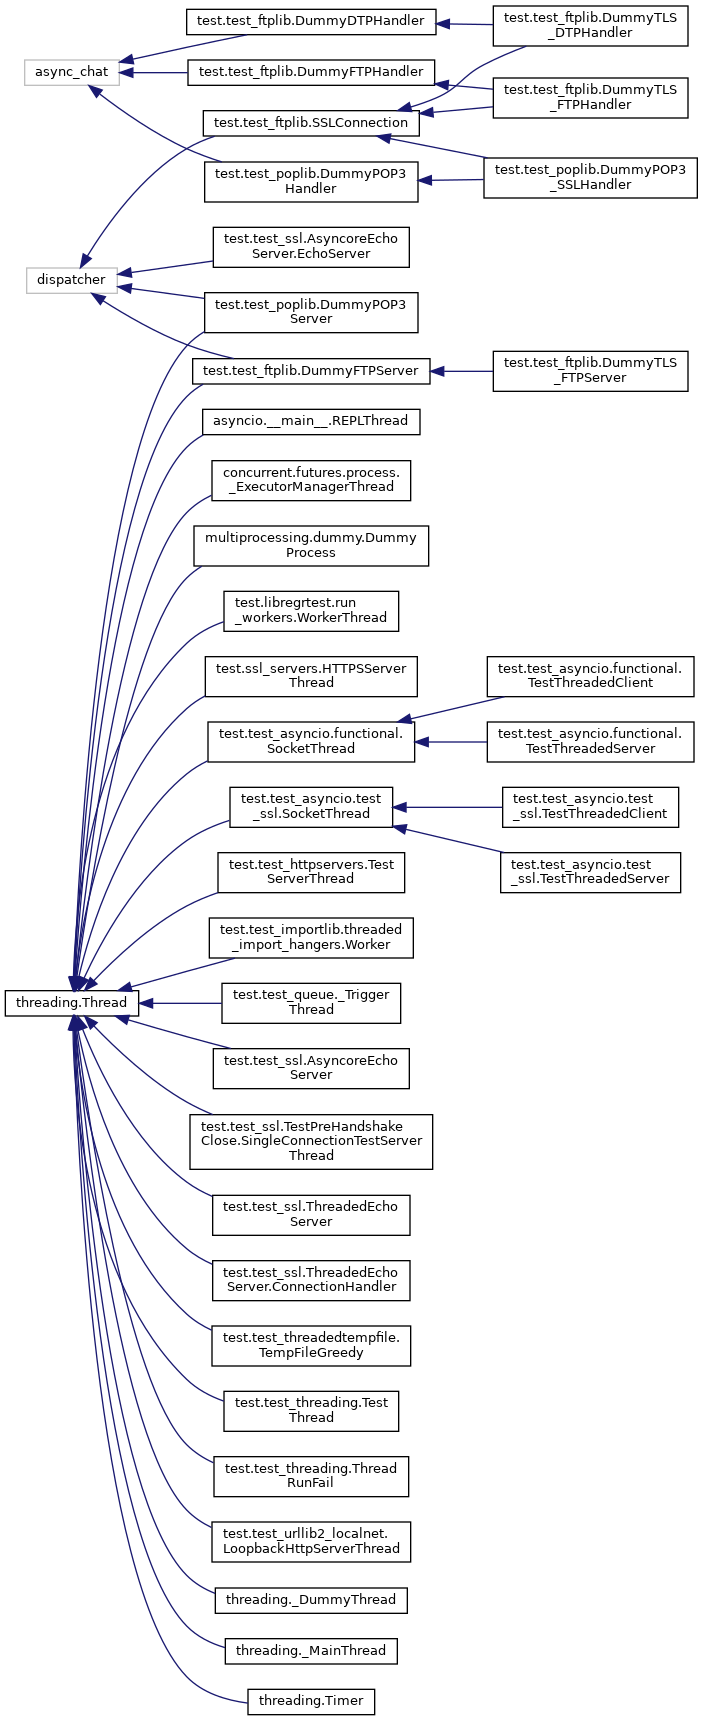 test.test_ftplib.DummyDTPHandler
test.test_ftplib.DummyTLS
_DTPHandler
async_chat
test.test_ftplib.DummyFTPHandler
test.test_ftplib.DummyTLS
_FTPHandler
test.test_ftplib.SSLConnection
test.test_poplib.DummyPOP3
Handler
test.test_poplib.DummyPOP3
_SSLHandler
test.test_ssl.AsyncoreEcho
Server.EchoServer
dispatcher
test.test_poplib.DummyPOP3
Server
test.test_ftplib.DummyFTPServer
test.test_ftplib.DummyTLS
_FTPServer
asyncio.__main__.REPLThread
concurrent.futures.process.
_ExecutorManagerThread
multiprocessing.dummy.Dummy
Process
test.libregrtest.run
_workers.WorkerThread
test.ssl_servers.HTTPSServer
Thread
test.test_asyncio.functional.
TestThreadedClient
test.test_asyncio.functional.
SocketThread
test.test_asyncio.functional.
TestThreadedServer
test.test_asyncio.test
_ssl.SocketThread
test.test_asyncio.test
_ssl.TestThreadedClient
test.test_asyncio.test
_ssl.TestThreadedServer
test.test_httpservers.Test
ServerThread
test.test_importlib.threaded
_import_hangers.Worker
threading.Thread
test.test_queue._Trigger
Thread
test.test_ssl.AsyncoreEcho
Server
test.test_ssl.TestPreHandshake
Close.SingleConnectionTestServer
Thread
test.test_ssl.ThreadedEcho
Server
test.test_ssl.ThreadedEcho
Server.ConnectionHandler
test.test_threadedtempfile.
TempFileGreedy
test.test_threading.Test
Thread
test.test_threading.Thread
RunFail
test.test_urllib2_localnet.
LoopbackHttpServerThread
threading._DummyThread
threading._MainThread
threading.Timer